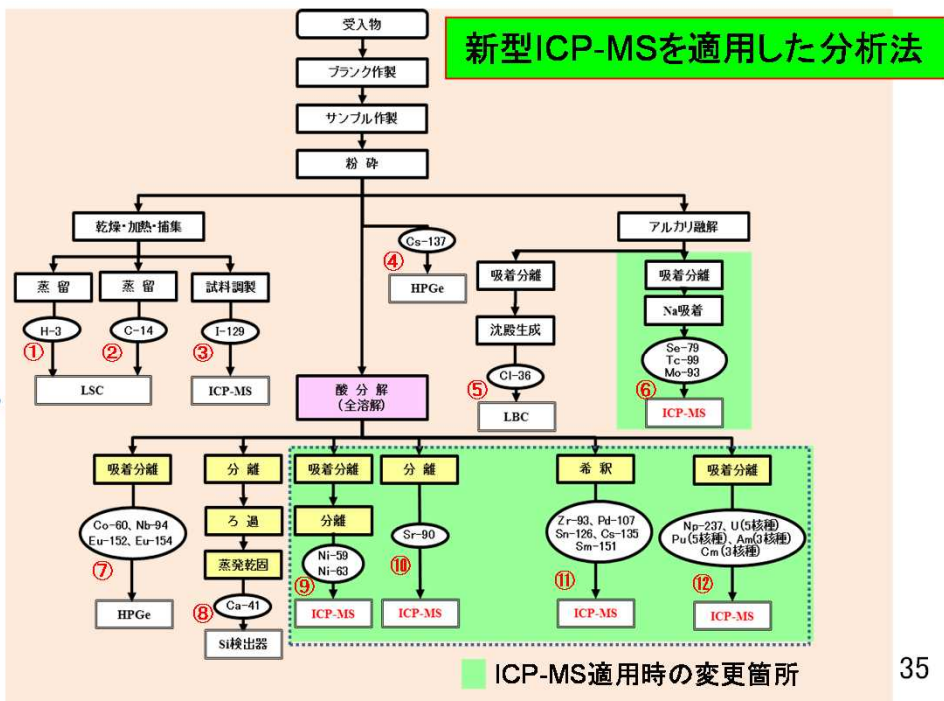 新型ICP-MSを適用した分析法
受入物
ブランク作製
サンプル作製
粉 砕
乾燥・加熱・捕集
アルカリ融解
蒸 留
蒸 留
試料調製
H-3
C-14
I-129
①
②
③
LSC
ICP-MS
Cs-137
④
HPGe
吸着分離
沈殿生成
Cl-36
⑤
LBC
吸着分離
Na吸着
Se-79
Tc-99
Mo-93
⑥
ICP-MS
酸 分 解
(全溶解)
吸着分離
Co-60、Nb-94
Eu-152、Eu-154
⑦
HPGe
分 離
ろ 過
蒸発乾固
Ca-41
⑧
Si検出器
吸着分離
分 離
Ni-59
Ni-63
⑨
ICP-MS
分 離
Sr-90
⑩
ICP-MS
希 釈
Zr-93、Pd-107
Sn-126、Cs-135
Sm-151
⑪
ICP-MS
吸着分離
Np-237、U(5核種)
Pu(5核種)、Am(3核種)
Cm(3核種)
⑫
ICP-MS
ICP-MS適用時の変更箇所
35